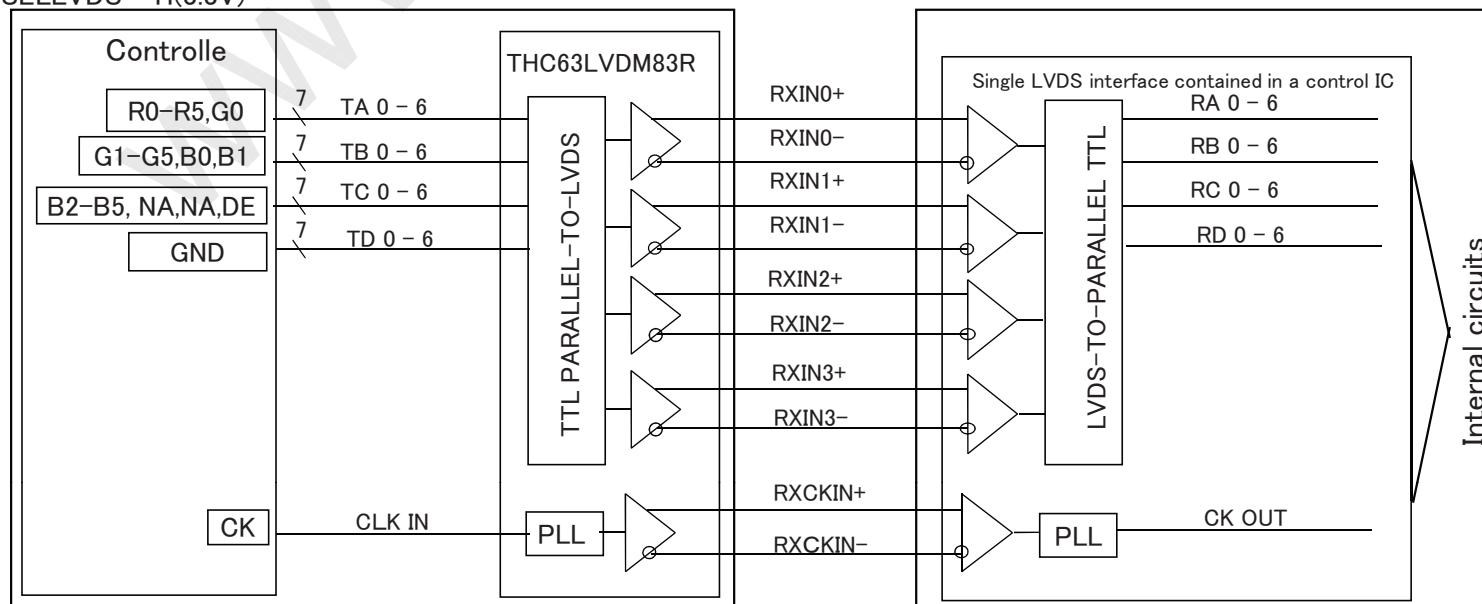 Controlle
THC63LVDM83R
Single LVDS interface contained in a control IC
R0-R5,G0
7
TA 0 - 6
RXIN0+
RA 0 - 6
G1-G5,B0,B1
7
TB 0 - 6
RXIN0-
RB 0 - 6
B2-B5, NA,NA,DE
7
TC 0 - 6
RXIN1+
RC 0 - 6
GND
7
TD 0 - 6
RXIN1-
RD 0 - 6
TTL PARALLEL-TO-LVDS
RXIN2+
RXIN2-
RXIN3+
RXIN3-
LVDS-TO-PARALLEL TTL
Internal circuits
CK
CLK IN
PLL
RXCKIN+
RXCKIN-
PLL
CK OUT